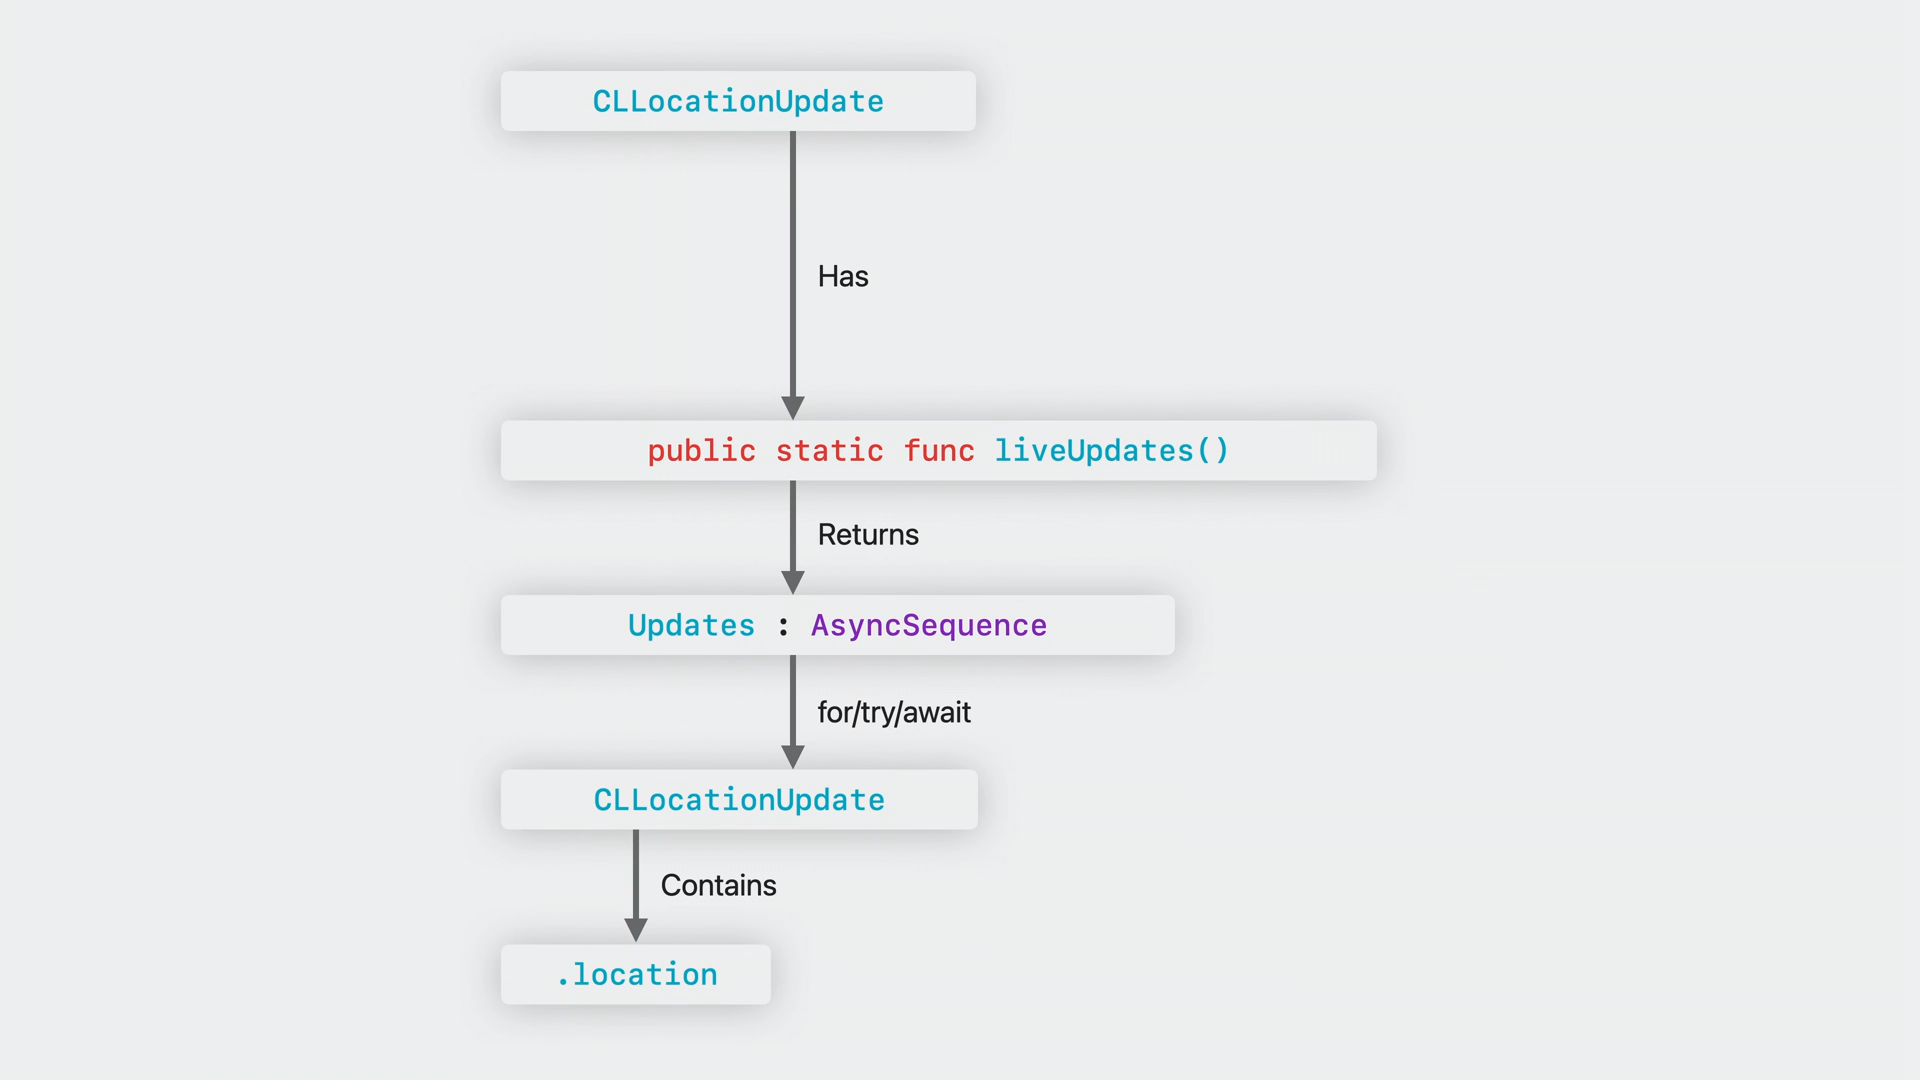 CLLocationUpdate
Has
public static func liveUpdates()
Returns
Updates : AsyncSequence
for/try/await
CLLocationUpdate
Contains
.location